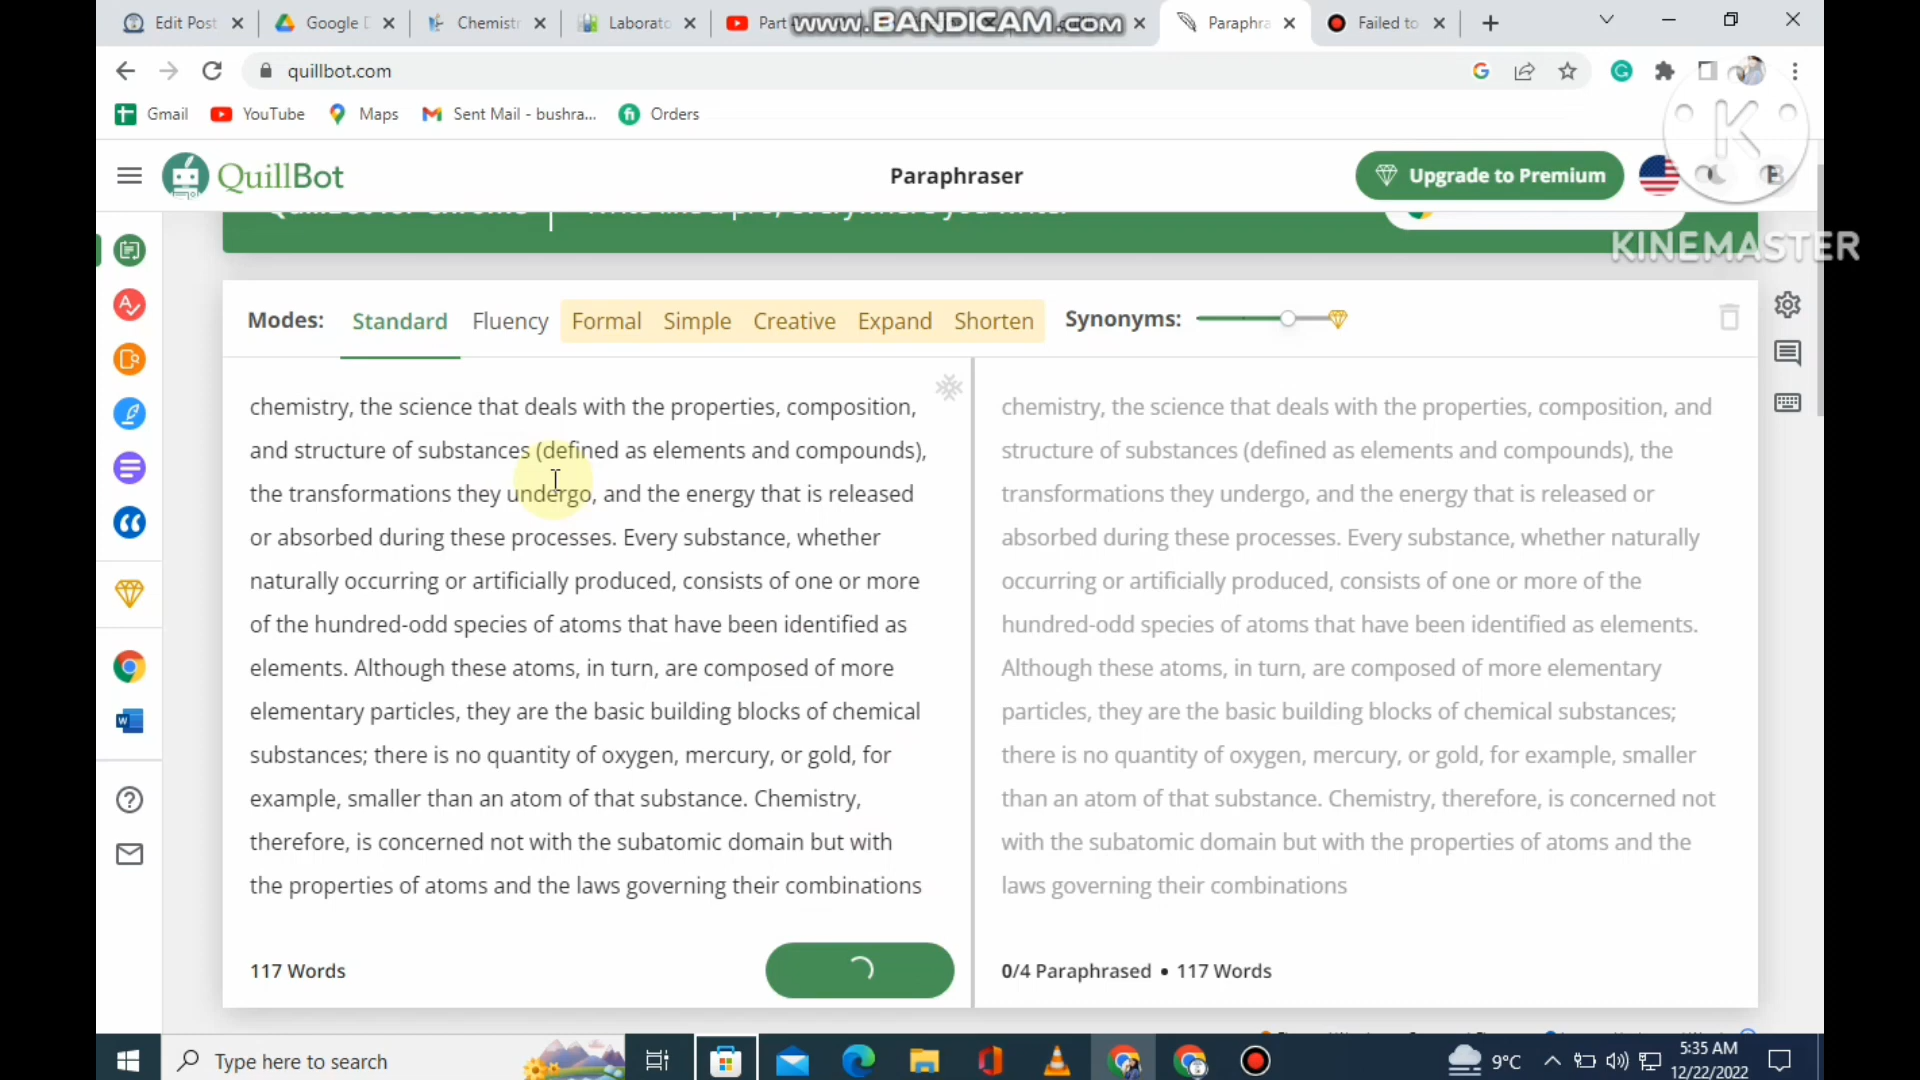 Edit Post
Google D
Chemistr
Laborato
Part
www.BANDICAM.com
Paraphra
Failed to
quillbot.com
Gmail
YouTube
Maps
Sent Mail - bushra...
Orders
QuillBot
Paraphraser
Upgrade to Premium
K
KINEMASTER
QuillBot for Chrome
Write like a pro, everywhere you write.
Modes:
Standard
Fluency
Formal
Simple
Creative
Expand
Shorten
Synonyms:
chemistry, the science that deals with the properties, composition,
and structure of substances (defined as elements and compounds),
the transformations they undergo, and the energy that is released
or absorbed during these processes. Every substance, whether
naturally occurring or artificially produced, consists of one or more
of the hundred-odd species of atoms that have been identified as
elements. Although these atoms, in turn, are composed of more
elementary particles, they are the basic building blocks of chemical
substances; there is no quantity of oxygen, mercury, or gold, for
example, smaller than an atom of that substance. Chemistry,
therefore, is concerned not with the subatomic domain but with
the properties of atoms and the laws governing their combinations
117 Words
chemistry, the science that deals with the properties, composition, and
structure of substances (defined as elements and compounds), the
transformations they undergo, and the energy that is released or
absorbed during these processes. Every substance, whether naturally
occurring or artificially produced, consists of one or more of the
hundred-odd species of atoms that have been identified as elements.
Although these atoms, in turn, are composed of more elementary
particles, they are the basic building blocks of chemical substances;
there is no quantity of oxygen, mercury, or gold, for example, smaller
than an atom of that substance. Chemistry, therefore, is concerned not
with the subatomic domain but with the properties of atoms and the
laws governing their combinations
0/4 Paraphrased • 117 Words
Type here to search
9°C
5:35 AM
12/22/2022